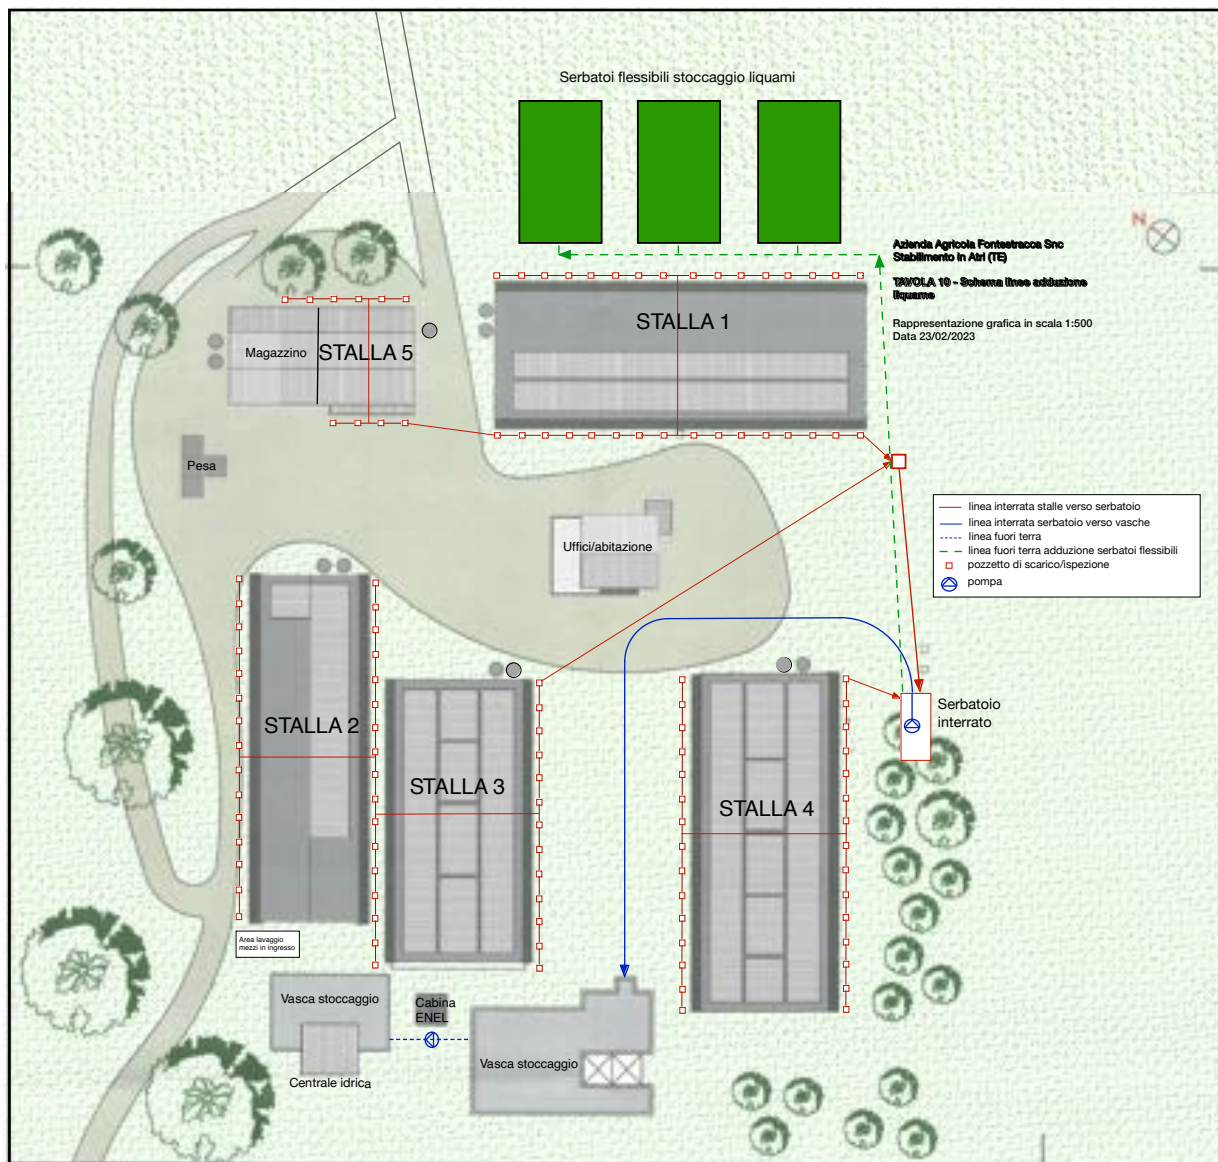 Serbatoi flessibili stoccaggio liquami
N
Azienda Agricola Fontestracca Snc
Stabilimento in Atri (TE)
TAVOLA 10 - Schema linee adduzione
liquame
Rappresentazione grafica in scala 1:500
Data 23/02/2023
STALLA 1
Magazzino
STALLA 5
Pesa
Uffici/abitazione
linea interrata stalle verso serbatoio
linea interrata serbatoio verso vasche
linea fuori terra
linea fuori terra adduzione serbatoi flessibili
pozzetto di scarico/ispezione
pompa
Serbatoio
interrato
STALLA 2
STALLA 3
STALLA 4
Area lavaggio
mezzi in ingresso
Vasca stoccaggio
Cabina
ENEL
Vasca stoccaggio
Centrale idrica